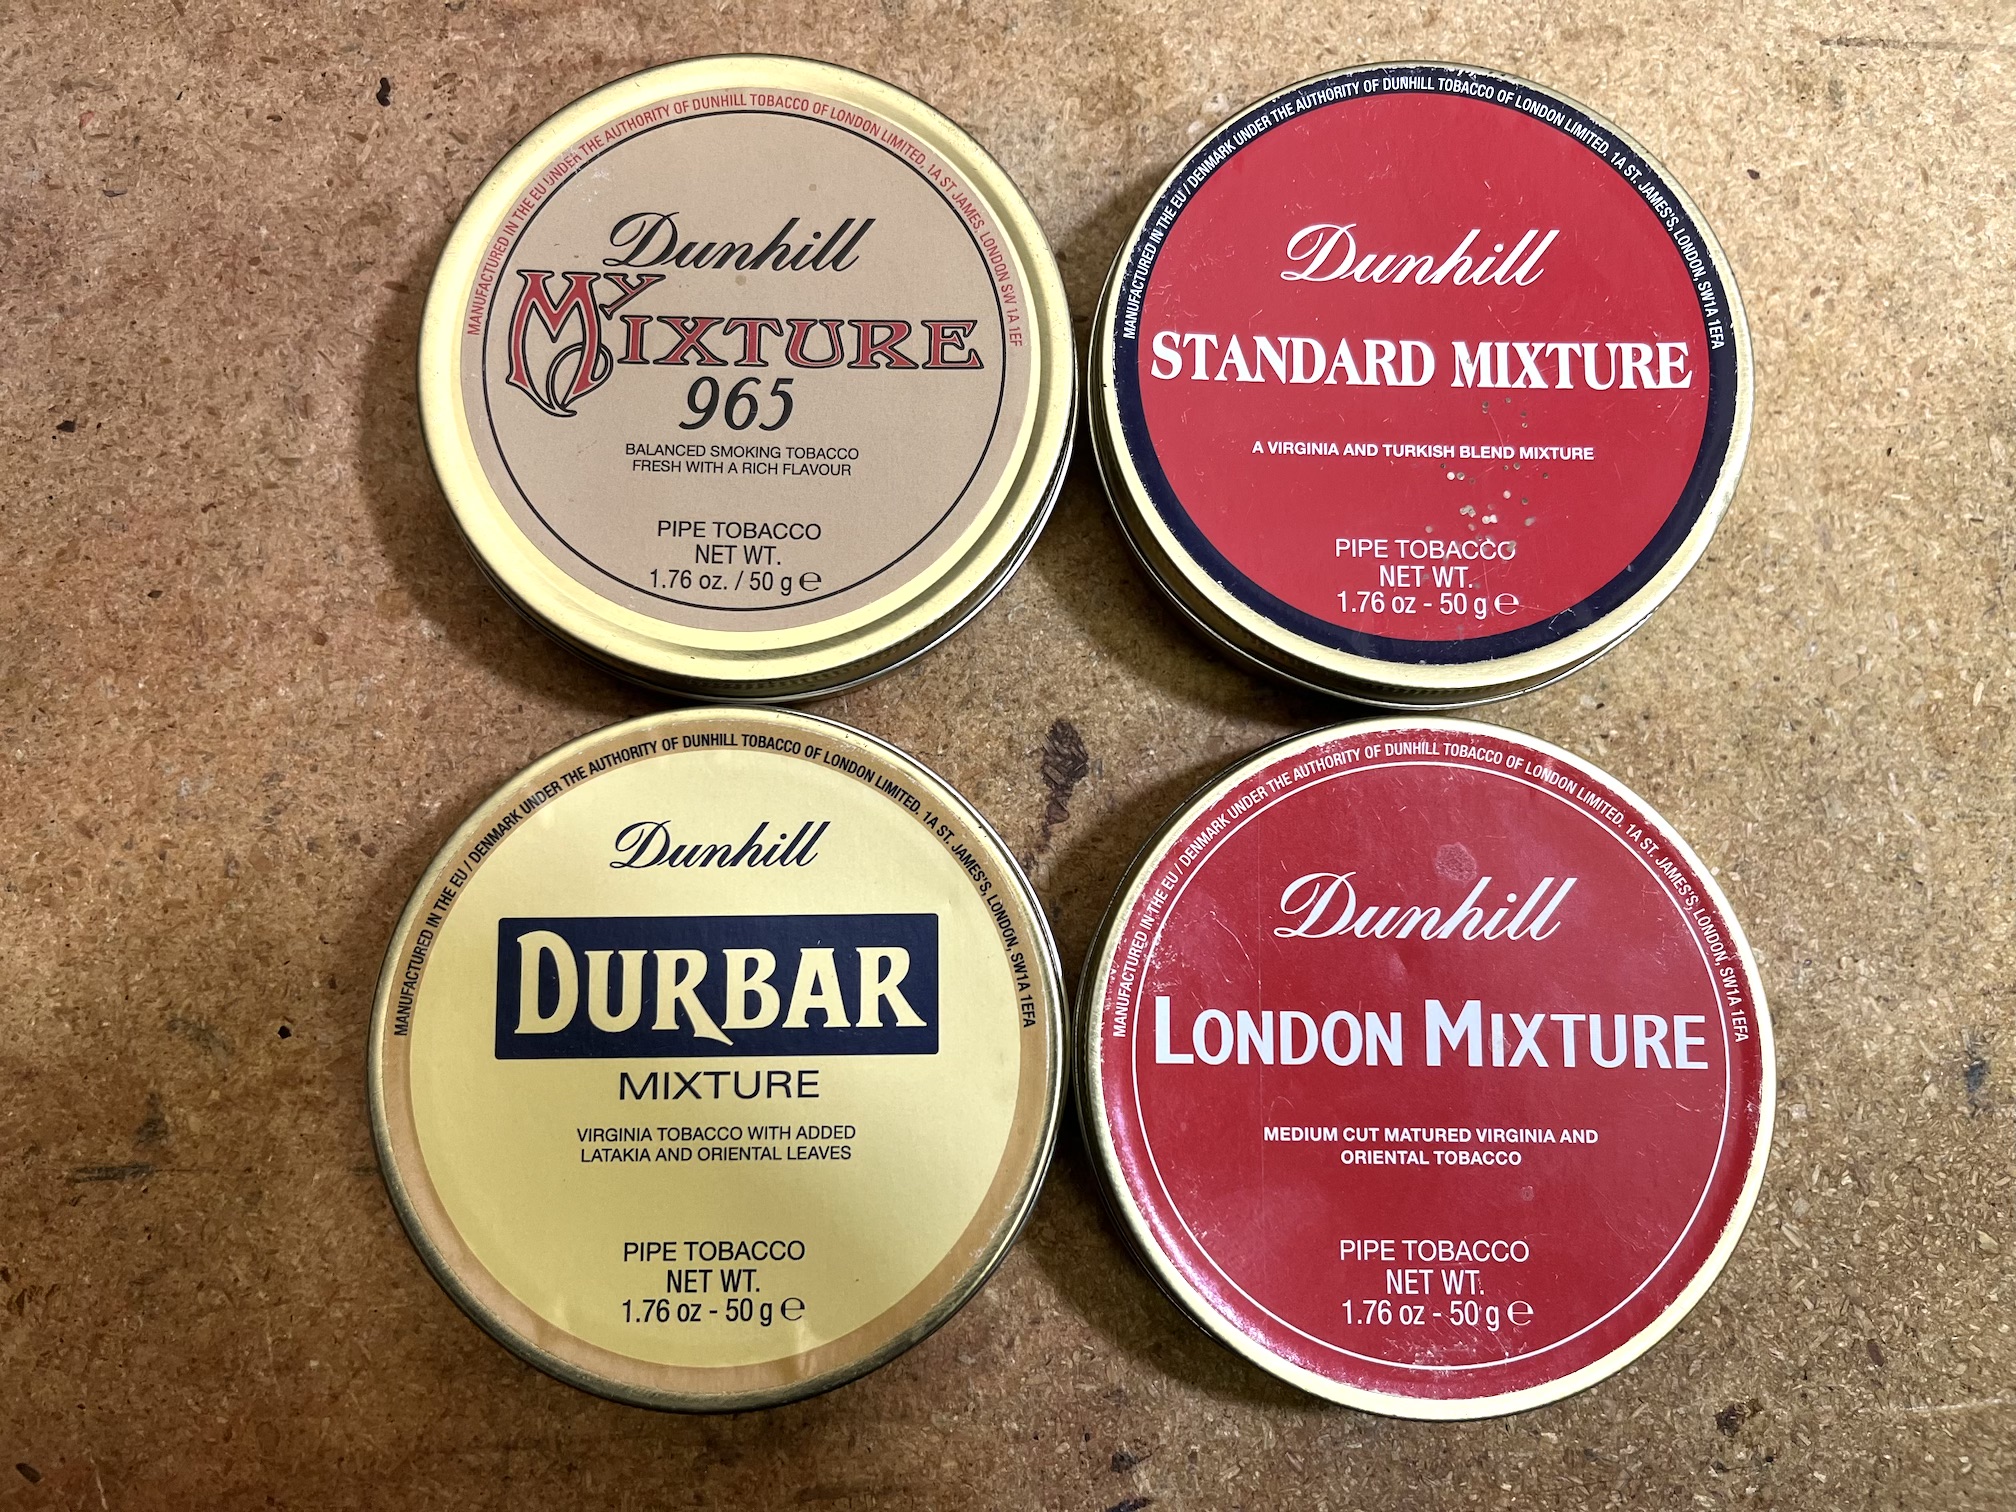 MANUFACTURED IN THE EU UNDER THE AUTHORITY OF DUNHILL TOBACCO OF LONDON LIMITED, 1A ST. JAMES, LONDON SW 1A 1EF
Dunhill
MY MIXTURE
965
BALANCED SMOKING TOBACCO
FRESH WITH A RICH FLAVOUR
PIPE TOBACCO
NET WT.
1.76 oz. / 50 g ℮
MANUFACTURED IN THE EU / DENMARK UNDER THE AUTHORITY OF DUNHILL TOBACCO OF LONDON LIMITED. 1A ST. JAMES'S, LONDON, SW1A 1EFA
Dunhill
STANDARD MIXTURE
A VIRGINIA AND TURKISH BLEND MIXTURE
PIPE TOBACCO
NET WT.
1.76 oz - 50 g ℮
MANUFACTURED IN THE EU / DENMARK UNDER THE AUTHORITY OF DUNHILL TOBACCO OF LONDON LIMITED. 1A ST. JAMES'S, LONDON, SW1A 1EFA
Dunhill
DURBAR
MIXTURE
VIRGINIA TOBACCO WITH ADDED
LATAKIA AND ORIENTAL LEAVES
PIPE TOBACCO
NET WT.
1.76 oz - 50 g ℮
MANUFACTURED IN THE EU / DENMARK UNDER THE AUTHORITY OF DUNHILL TOBACCO OF LONDON LIMITED. 1A ST. JAMES'S, LONDON, SW1A 1EFA
Dunhill
LONDON MIXTURE
MEDIUM CUT MATURED VIRGINIA AND
ORIENTAL TOBACCO
PIPE TOBACCO
NET WT.
1.76 oz - 50 g ℮